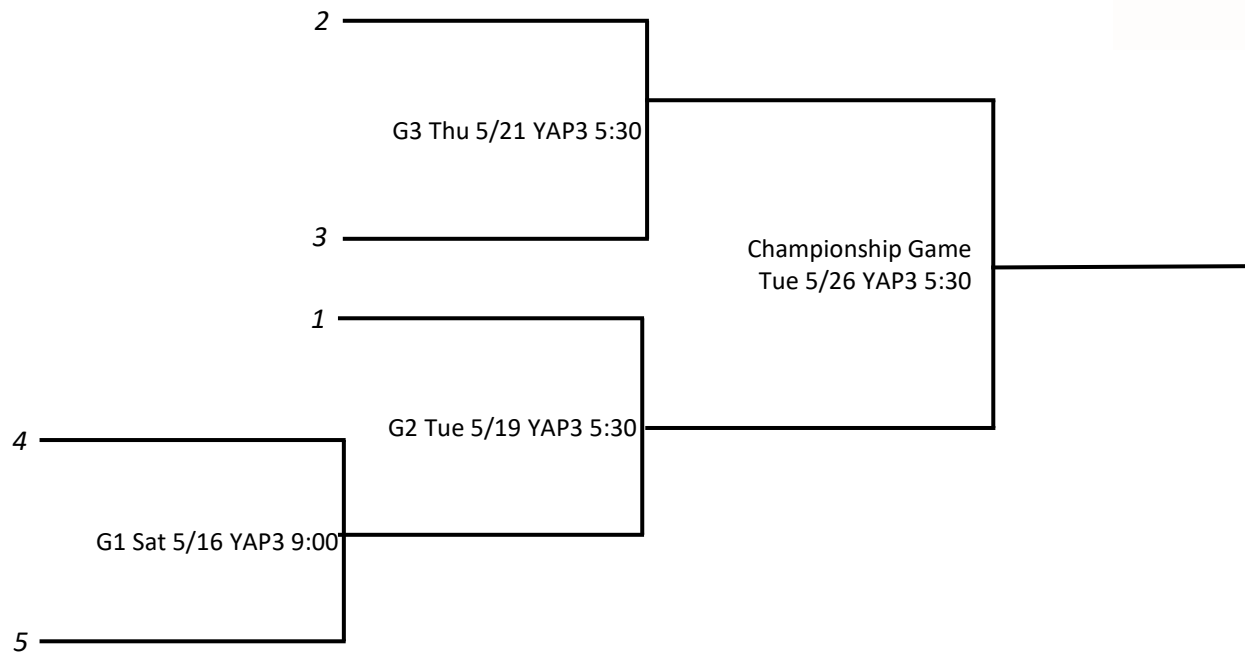 2
G3 Thu 5/21 YAP3 5:30
3
Championship Game
Tue 5/26 YAP3 5:30
1
G2 Tue 5/19 YAP3 5:30
4
G1 Sat 5/16 YAP3 9:00
5